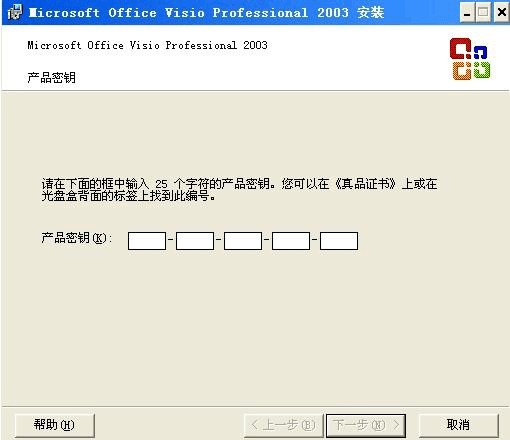 Microsoft Office Visio Professional 2003 安装
Microsoft Office Visio Professional 2003
产品密钥
请在下面的框中输入 25 个字符的产品密钥。您可以在《真品证书》上或在
光盘盒背面的标签上找到此编号。
产品密钥(K): - - - -
帮助(H) < 上一步(B) 下一步(N) > 取消